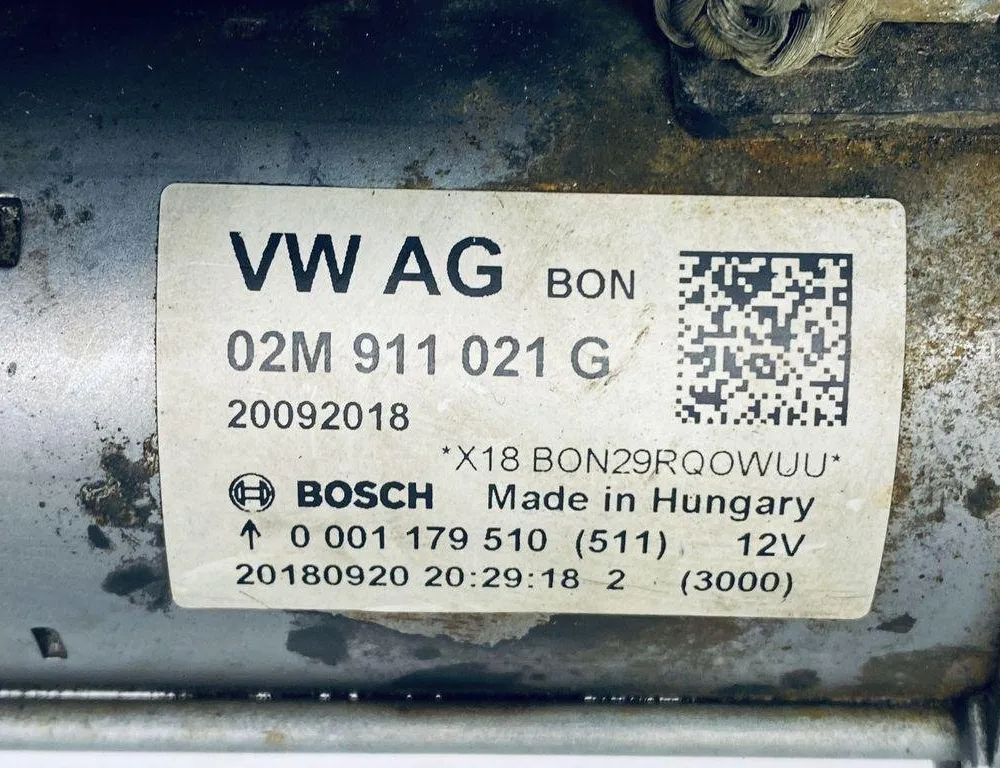 VW AG BON
02M 911 021 G
20092018
*X18 BON29RQOWUU*
BOSCH Made in Hungary
↑ 0 001 179 510 (511) 12V
20180920 20:29:18 2 (3000)